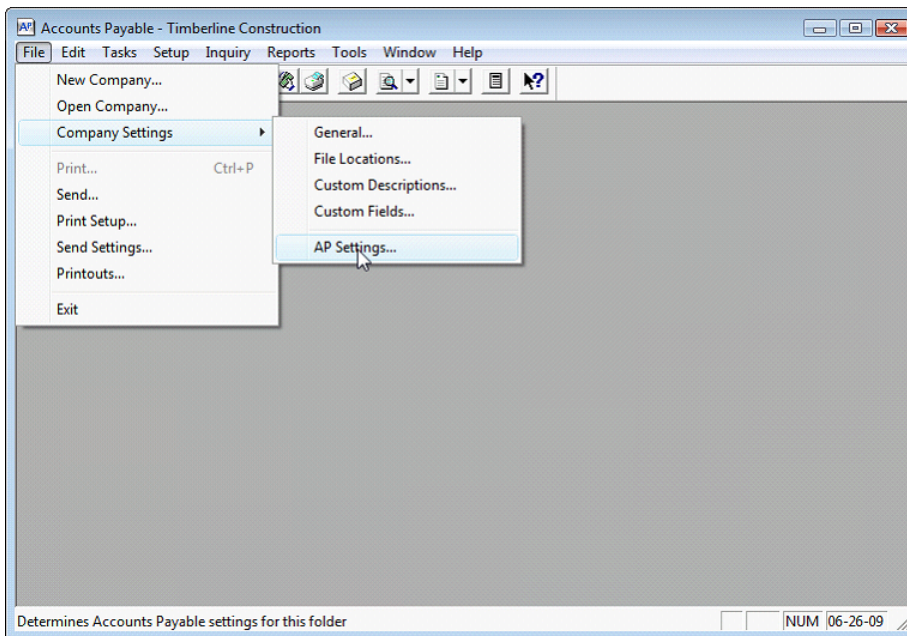 AP Accounts Payable - Timberline Construction
File Edit Tasks Setup Inquiry Reports Tools Window Help
New Company...
Open Company...
Company Settings
Print... Ctrl+P
Send...
Print Setup...
Send Settings...
Printouts...
Exit
General...
File Locations...
Custom Descriptions...
Custom Fields...
AP Settings...
Determines Accounts Payable settings for this folder NUM 06-26-09